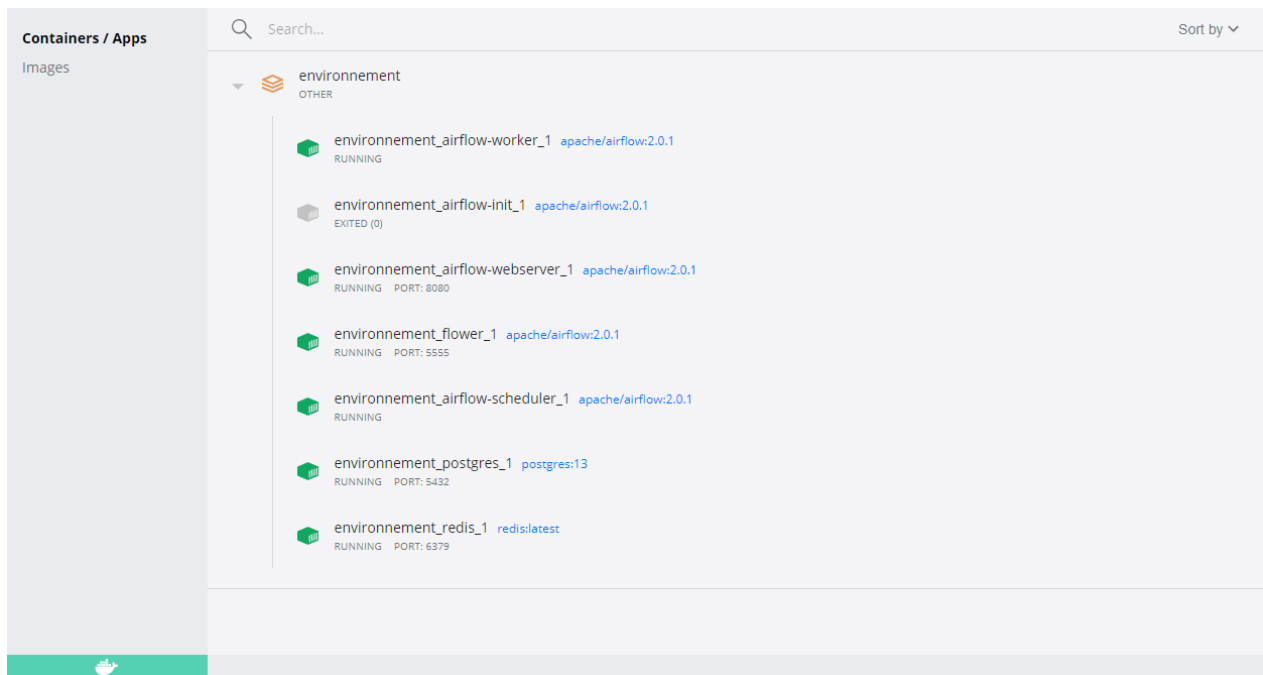 Containers / Apps
Images
Search...
Sort by
environnement
OTHER
environnement_airflow-worker_1 apache/airflow:2.0.1
RUNNING
environnement_airflow-init_1 apache/airflow:2.0.1
EXITED (0)
environnement_airflow-webserver_1 apache/airflow:2.0.1
RUNNING PORT: 8080
environnement_flower_1 apache/airflow:2.0.1
RUNNING PORT: 5555
environnement_airflow-scheduler_1 apache/airflow:2.0.1
RUNNING
environnement_postgres_1 postgres:13
RUNNING PORT: 5432
environnement_redis_1 redis:latest
RUNNING PORT: 6379